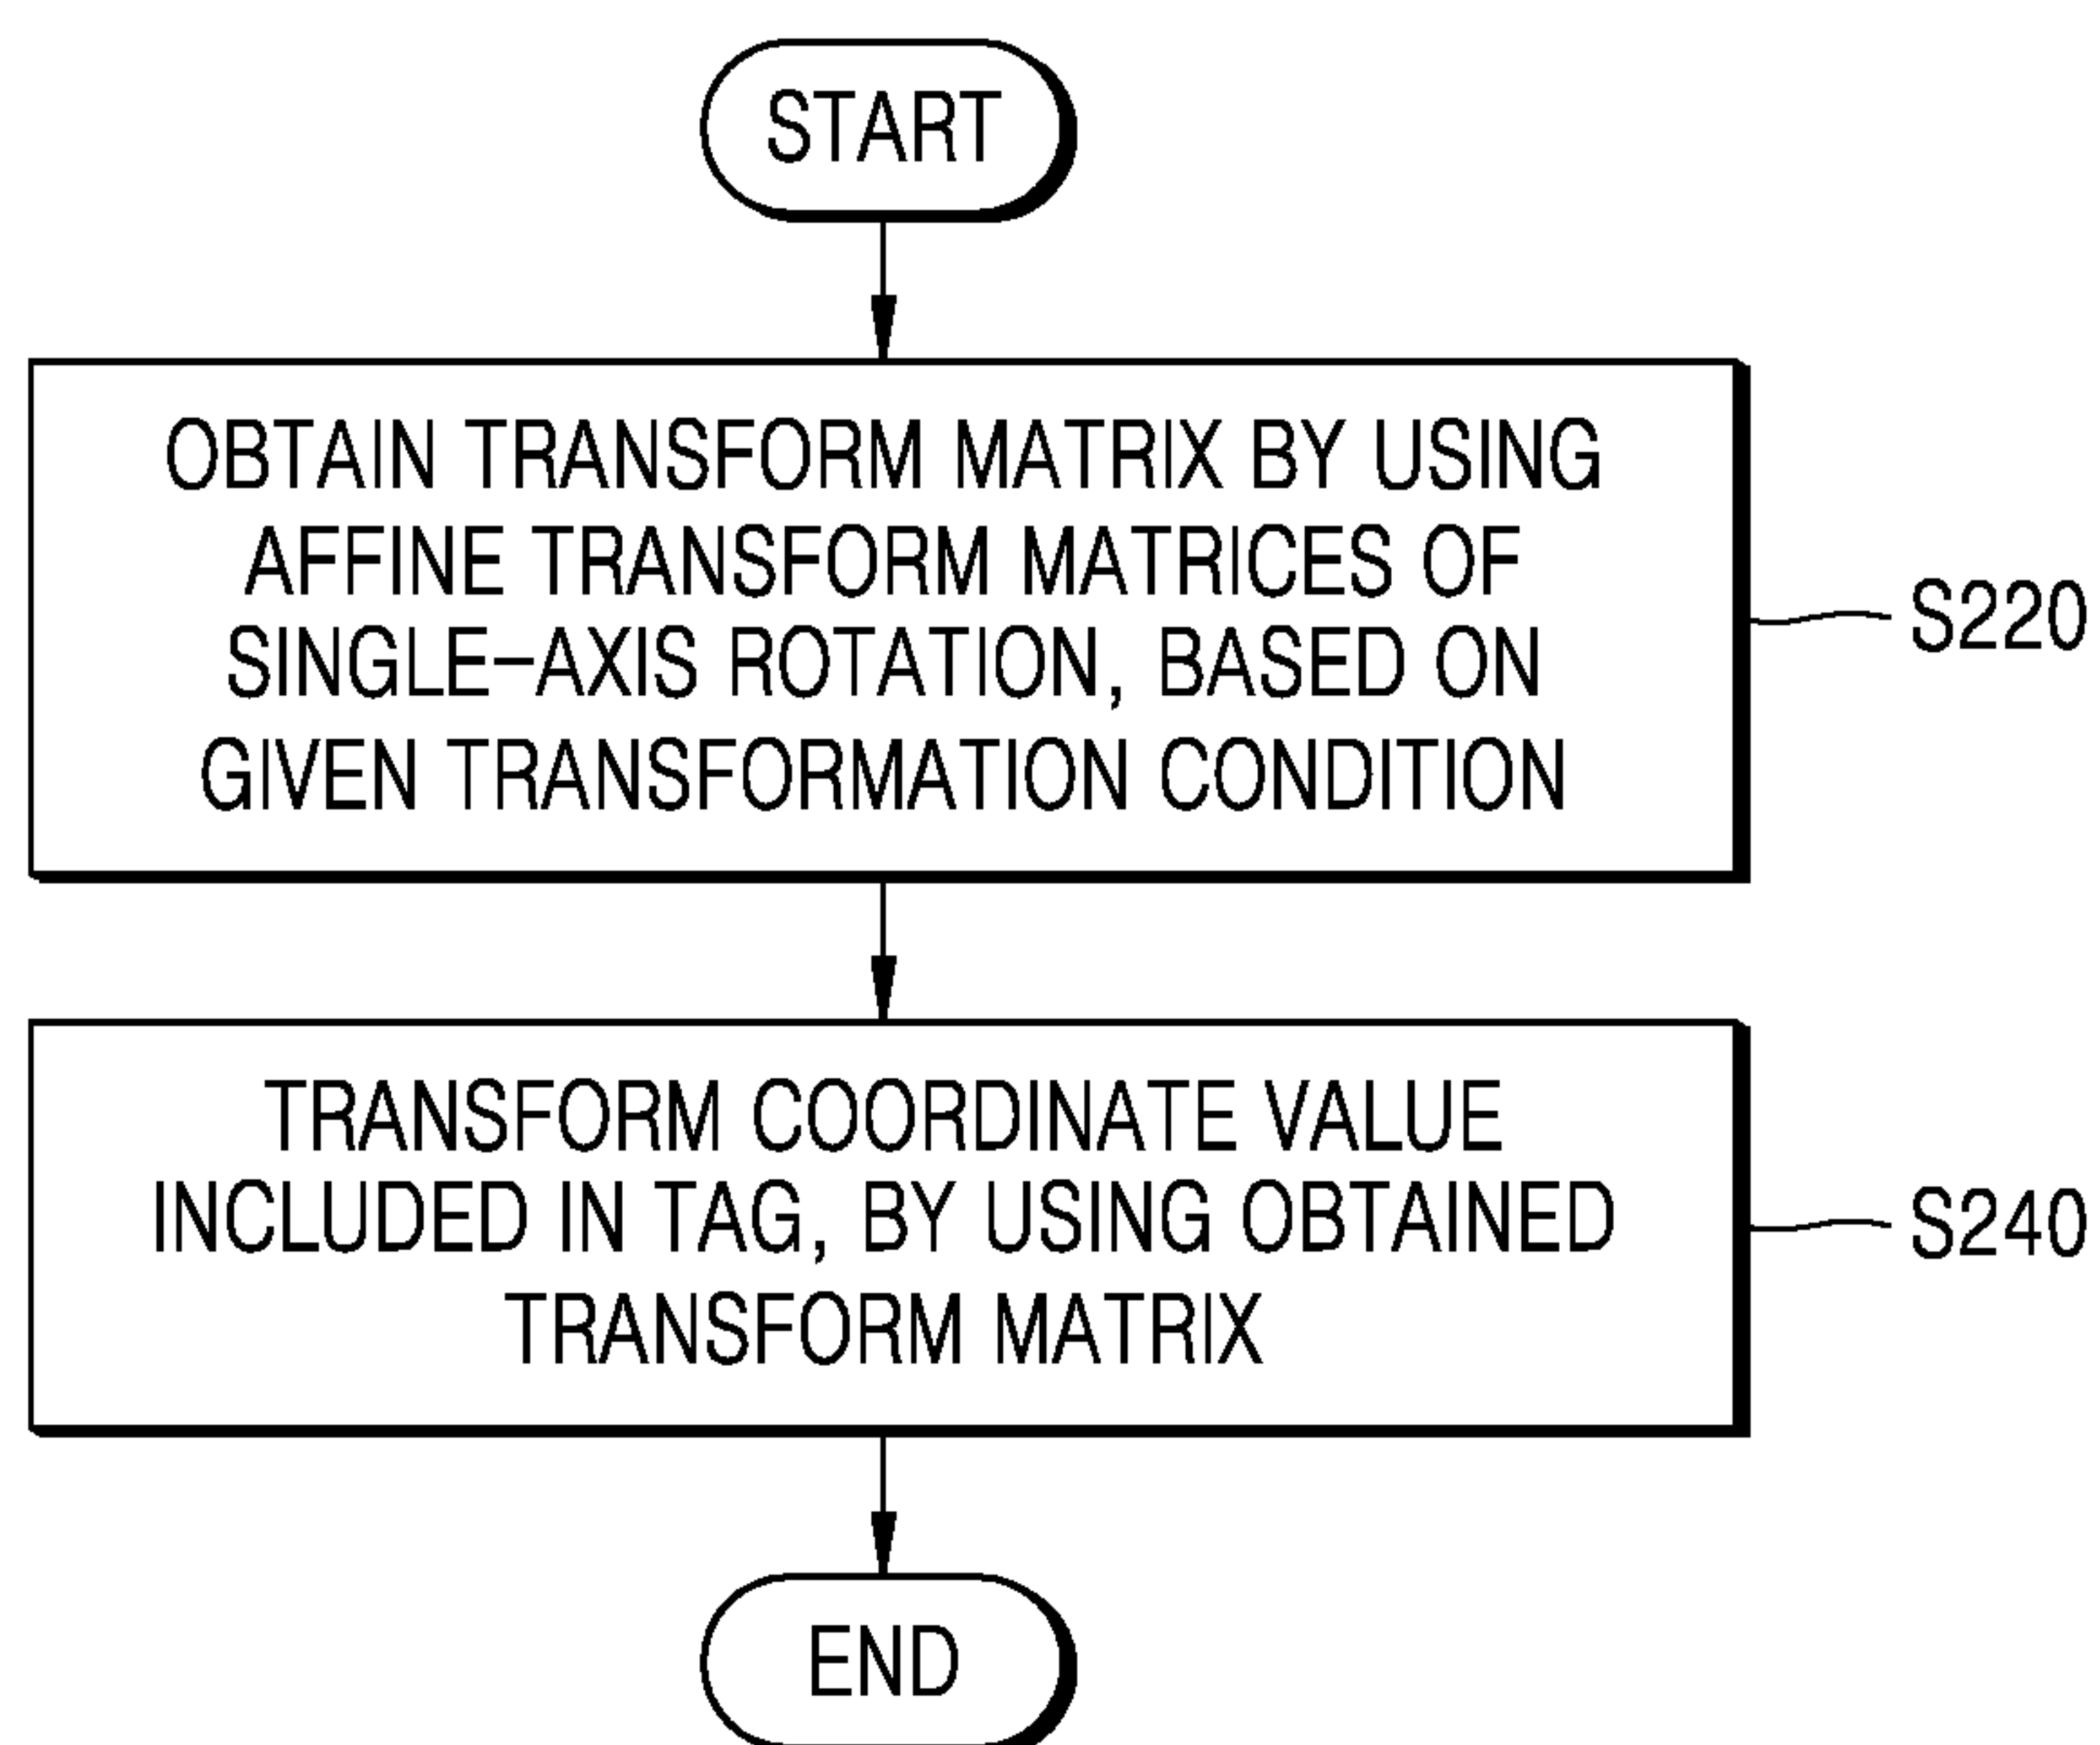 START
OBTAIN TRANSFORM MATRIX BY USING
AFFINE TRANSFORM MATRICES OF
SINGLE-AXIS ROTATION, BASED ON
GIVEN TRANSFORMATION CONDITION
S220
TRANSFORM COORDINATE VALUE
INCLUDED IN TAG, BY USING OBTAINED
TRANSFORM MATRIX
S240
END